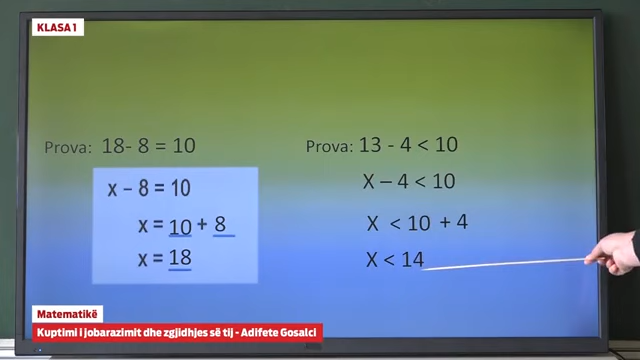 KLASA 1
Prova: 18- 8 = 10
x – 8 = 10
x = 10 + 8
x = 18
Prova: 13 - 4 < 10
X – 4 < 10
X < 10 + 4
X < 14
Matematikë
Kuptimi i jobarazimit dhe zgjidhjes së tij - Adifete Gosalci